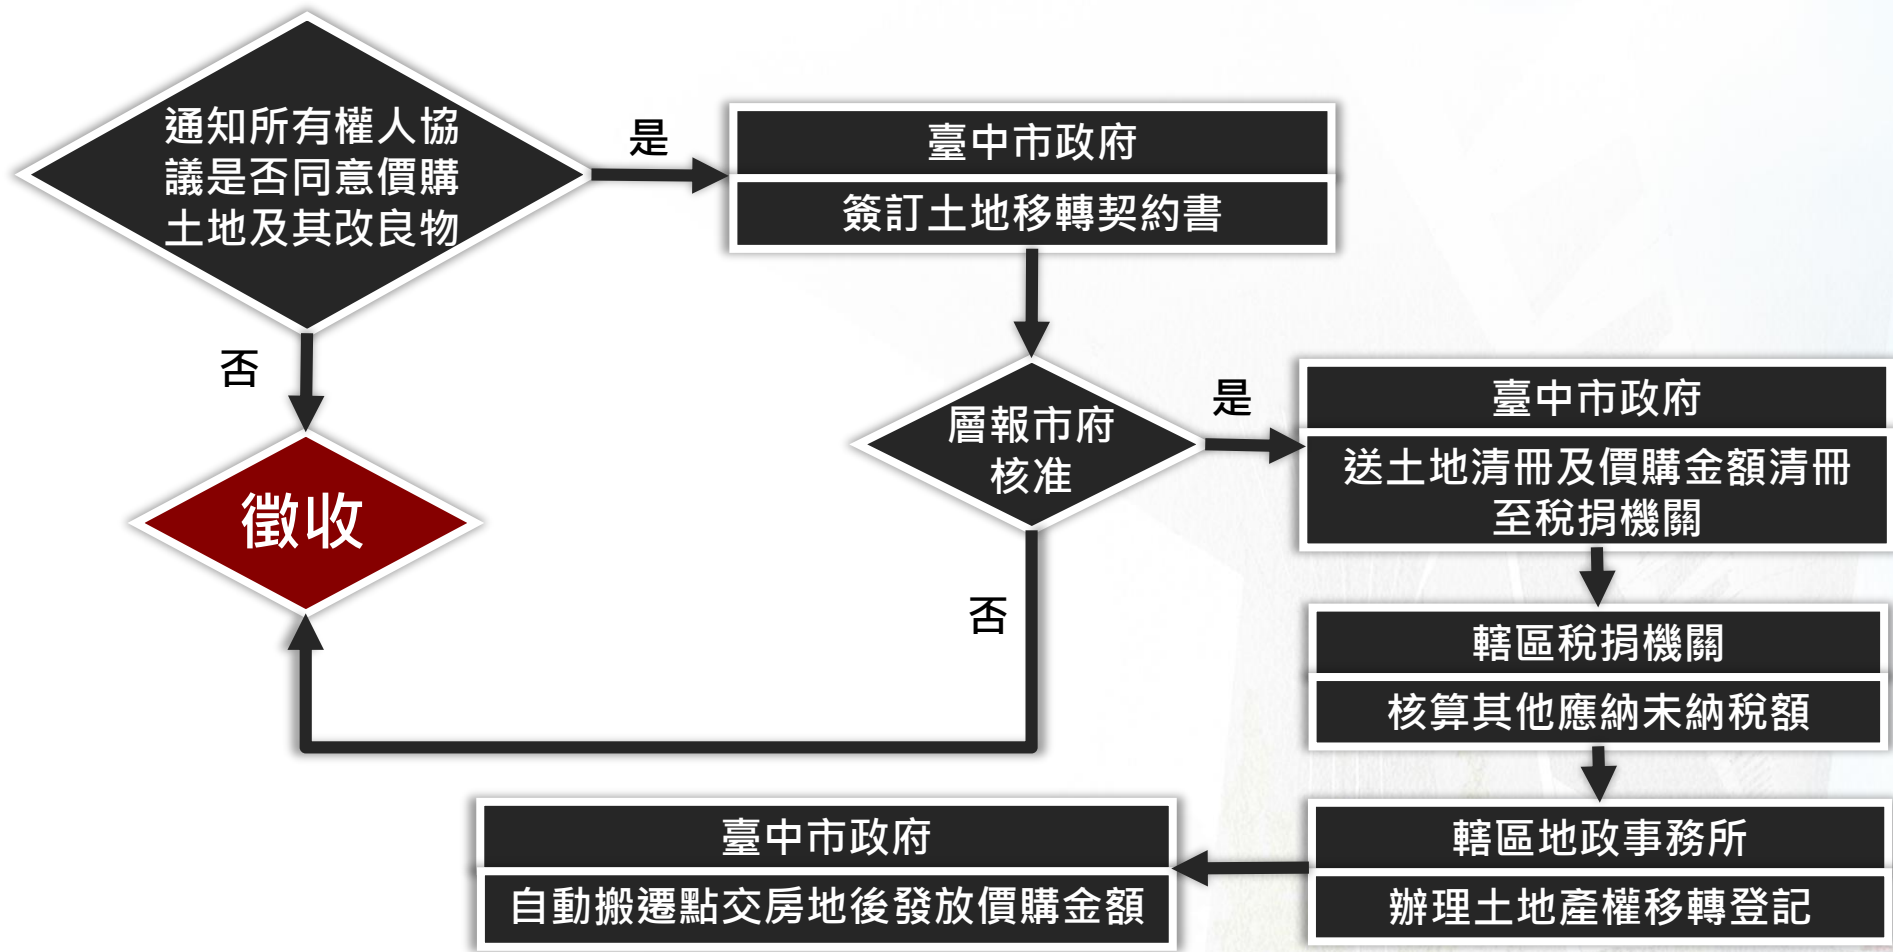 通知所有權人協
議是否同意價購
土地及其改良物
是
臺中市政府
簽訂土地移轉契約書
否
徵收
層報市府
核准
是
臺中市政府
送土地清冊及價購金額清冊
至稅捐機關
否
轄區稅捐機關
核算其他應納未納稅額
轄區地政事務所
辦理土地產權移轉登記
臺中市政府
自動搬遷點交房地後發放價購金額